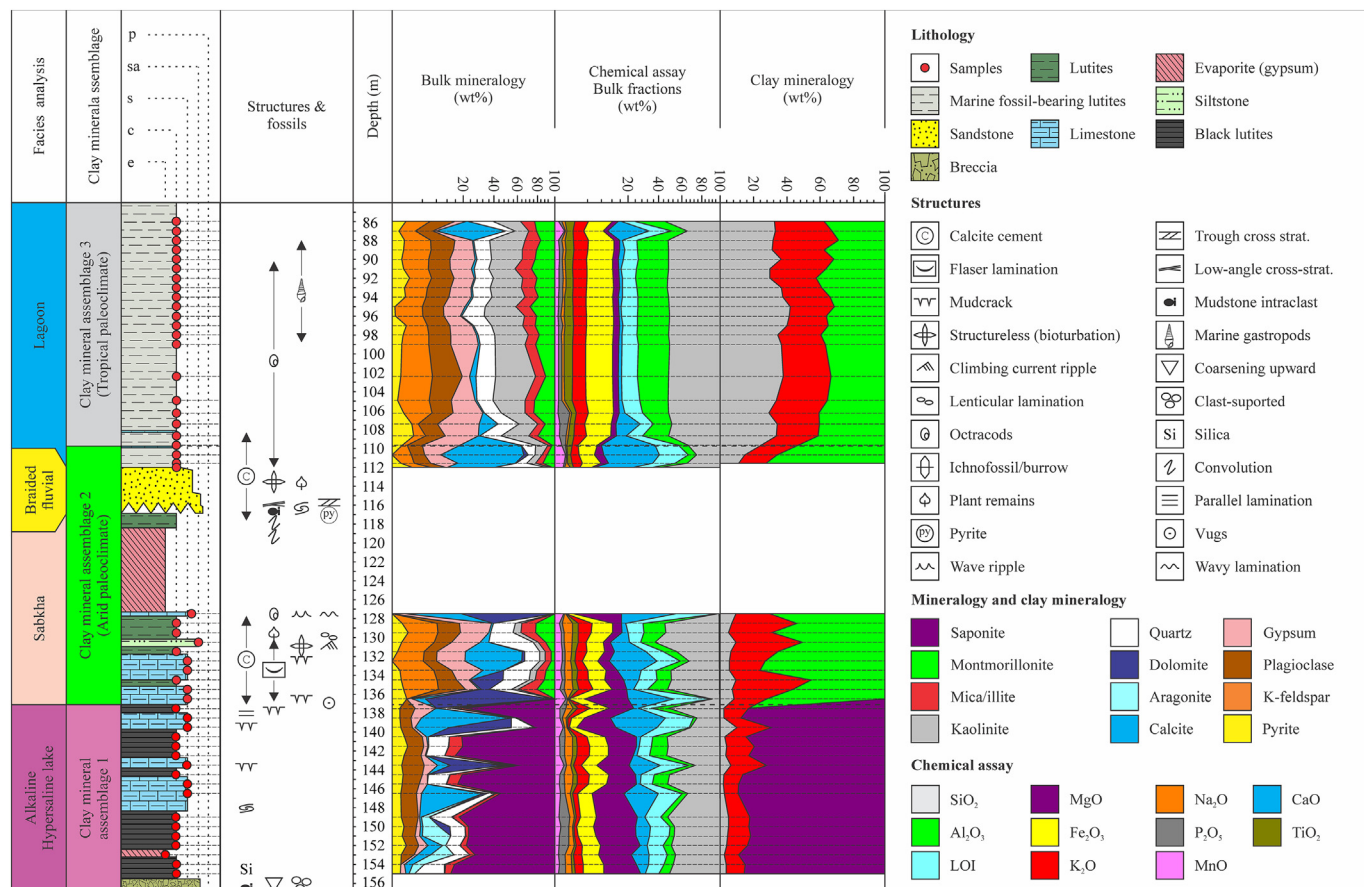 Facies analysis
Clay minerala ssemblage
p
sa
s
c
e
Structures &
fossils
Depth (m)
Bulk mineralogy
(wt%)
Chemical assay
Bulk fractions
(wt%)
Clay mineralogy
(wt%)
20
40
60
80
100
20
40
60
80
100
20
40
60
80
100
Lagoon
Braided
fluvial
Sabkha
Alkaline
Hypersaline lake
Clay mineral assemblage 3
(Tropical paleoclimate)
Clay mineral assemblage 2
(Arid paleoclimate)
Clay mineral
assemblage 1
C
PY
C
Si
86
88
90
92
94
96
98
100
102
104
106
108
110
112
114
116
118
120
122
124
126
128
130
132
134
136
138
140
142
144
146
148
150
152
154
156
Lithology
Samples
Lutites
Evaporite (gypsum)
Marine fossil-bearing lutites
Siltstone
Sandstone
Limestone
Black lutites
Breccia
Structures
C Calcite cement
Trough cross strat.
Flaser lamination
Low-angle cross-strat.
Mudcrack
Mudstone intraclast
Structureless (bioturbation)
Marine gastropods
Climbing current ripple
Coarsening upward
Lenticular lamination
Clast-suported
Octracods
Si Silica
Ichnofossil/burrow
Convolution
Plant remains
Parallel lamination
PY Pyrite
Vugs
Wave ripple
Wavy lamination
Mineralogy and clay mineralogy
Saponite
Quartz
Gypsum
Montmorillonite
Dolomite
Plagioclase
Mica/illite
Aragonite
K-feldspar
Kaolinite
Calcite
Pyrite
Chemical assay
SiO₂
MgO
Na₂O
CaO
Al₂O₃
Fe₂O₃
P₂O₅
TiO₂
LOI
K₂O
MnO